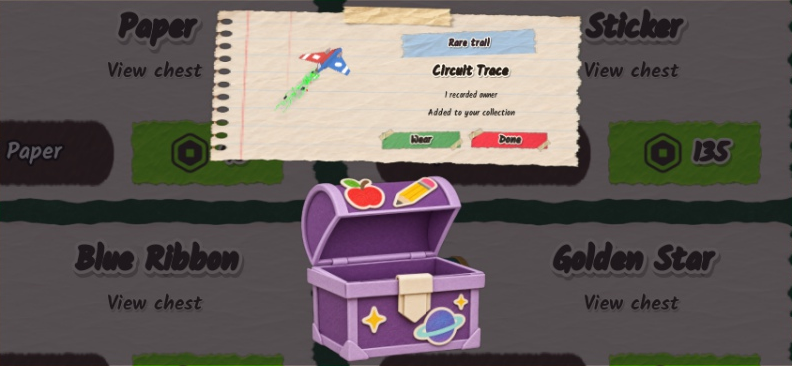 Paper
View chest
Rare trail
Circuit Trace
1 recorded owner
Added to your collection
Wear
Done
Sticker
View chest
Paper
135
Blue Ribbon
View chest
Golden Star
View chest